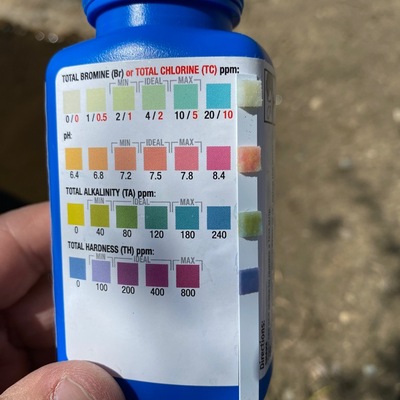 TOTAL BROMINE (Br) or TOTAL CHLORINE (TC) ppm:
MIN IDEAL MAX
0 / 0 1 / 0.5 2 / 1 4 / 2 10 / 5 20 / 10
pH:
MIN IDEAL MAX
6.4 6.8 7.2 7.5 7.8 8.4
TOTAL ALKALINITY (TA) ppm:
MIN IDEAL MAX
0 40 80 120 180 240
TOTAL HARDNESS (TH) ppm:
MIN IDEAL MAX
0 100 200 400 800
Directions: